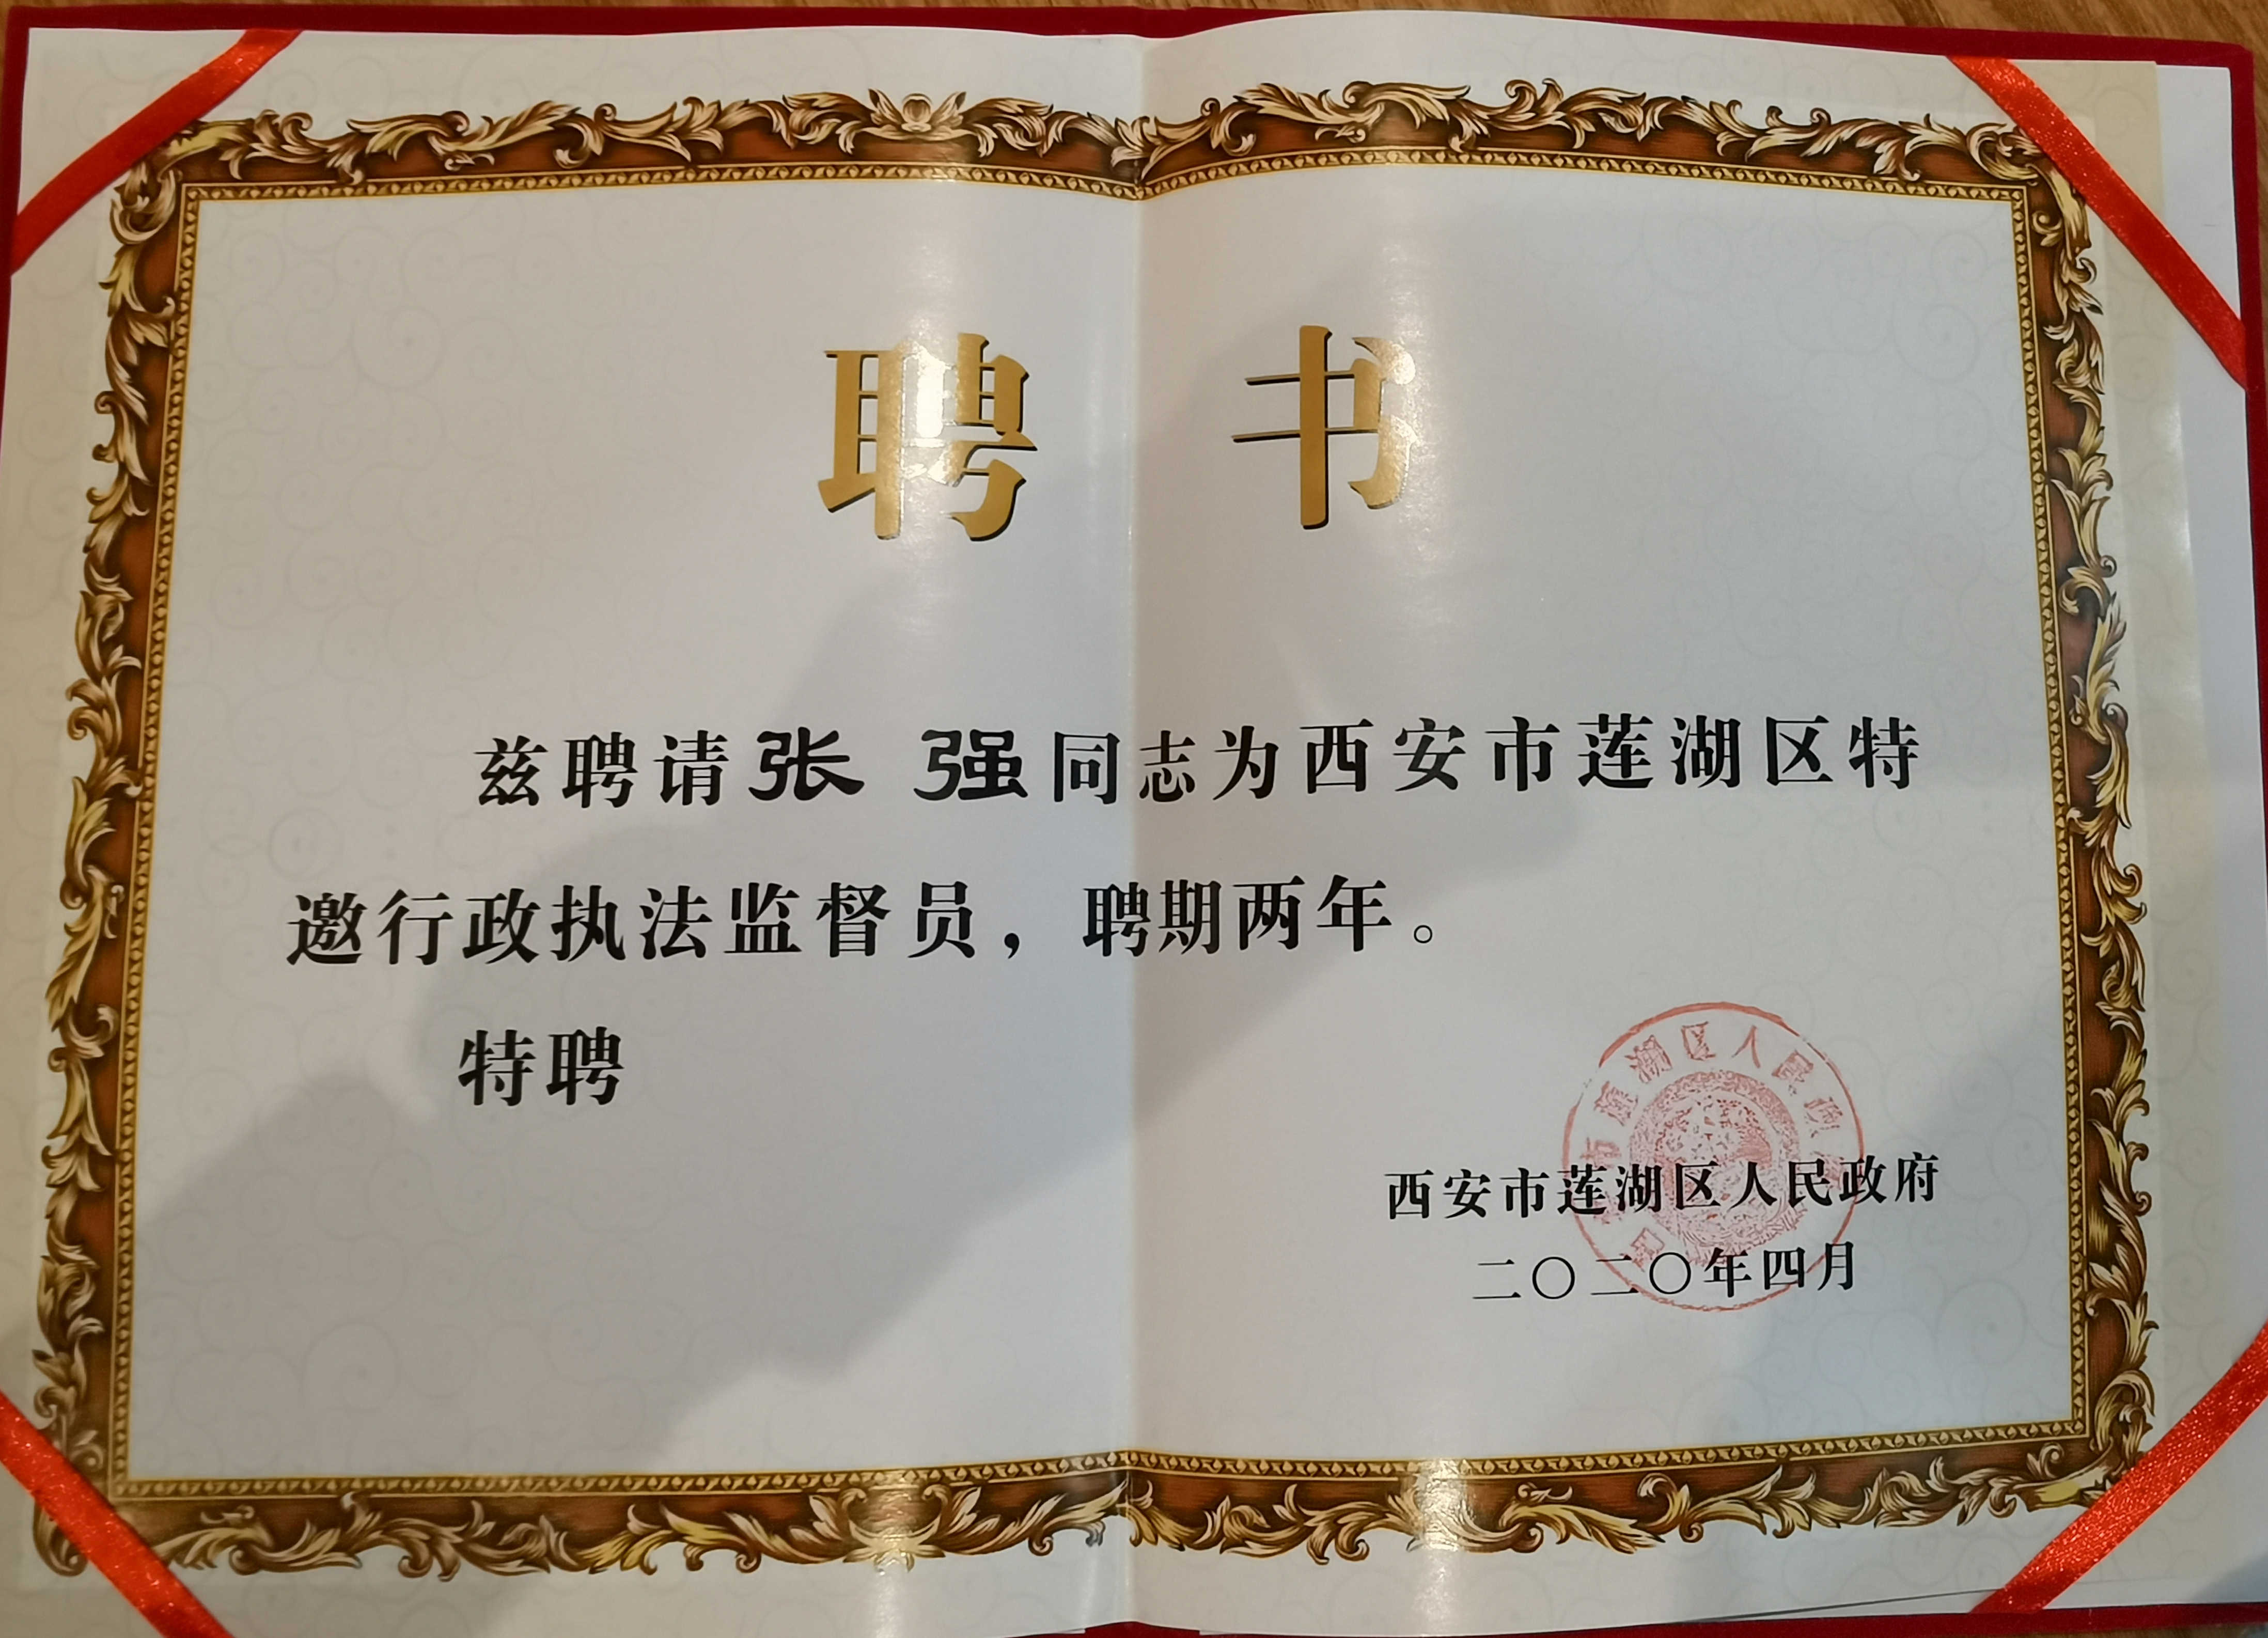 聘 书
兹聘请张 强同志为西安市莲湖区特
邀行政执法监督员，聘期两年。
特聘
西安市莲湖区人民政府
二〇二〇年四月